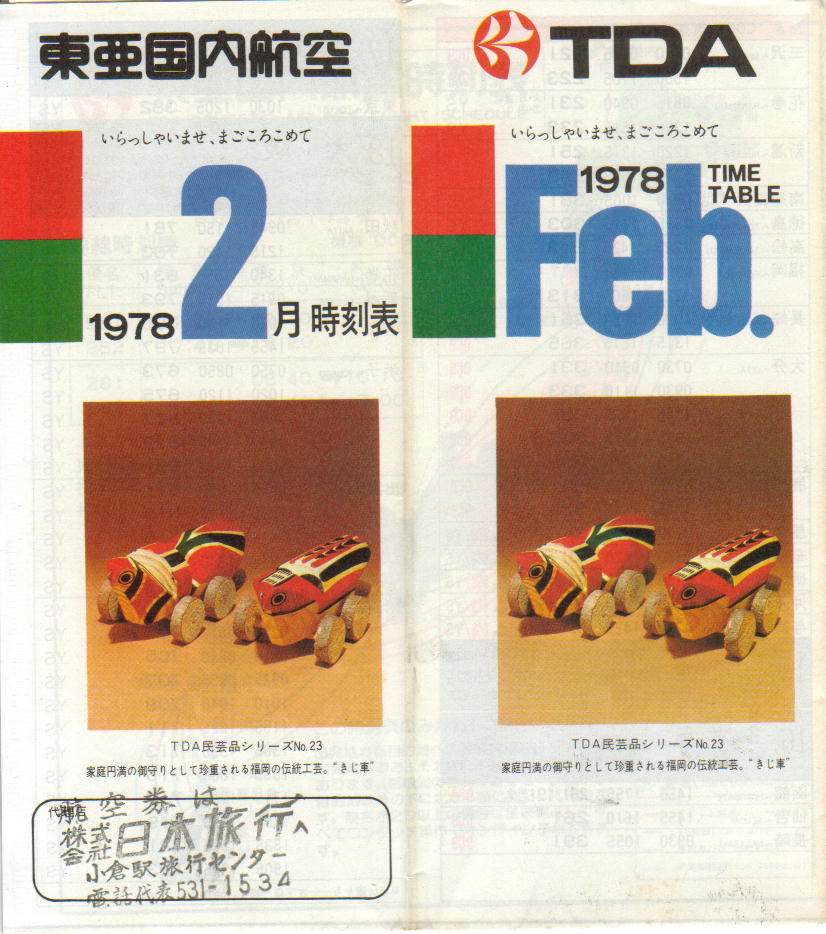 東亜国内航空
いらっしゃいませ、まごころこめて
1978 2月時刻表
TDA民芸品シリーズNo.23
家庭円満の御守りとして珍重される福岡の伝統工芸。“きじ車”
代理店
航空券は
株式会社 日本旅行へ
小倉駅旅行センター
電話代表531-1534
TDA
いらっしゃいませ、まごころこめて
1978 Feb. TIME TABLE
TDA民芸品シリーズNo.23
家庭円満の御守りとして珍重される福岡の伝統工芸。“きじ車”